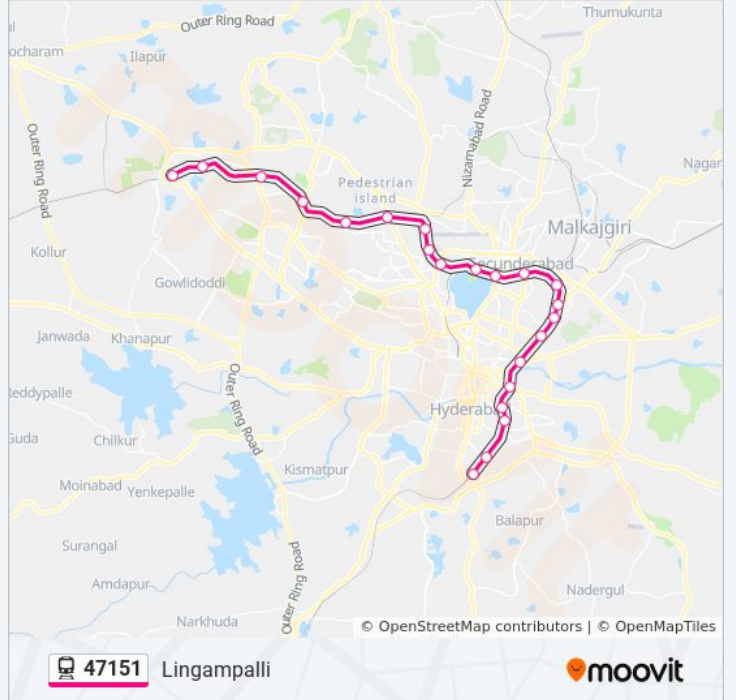 Thumukunta
Outer Ring Road
ocharam
Ilapur
Nizamabad Road
Outer Ring Road
Nagar
Pedestrian
island
Malkajgiri
Kollur
Secunderabad
Gowlidoddi
Janwada
Khanapur
Outer Ring Road
Reddypalle
Hyderabad
Guda
Chilkur
Kismatpur
Moinabad
Yenkepalle
Balapur
Surangal
Outer Ring Road
Amdapur
Nadergul
Narkhuda
© OpenStreetMap contributors | © OpenMapTiles
47151 Lingampalli
moovit